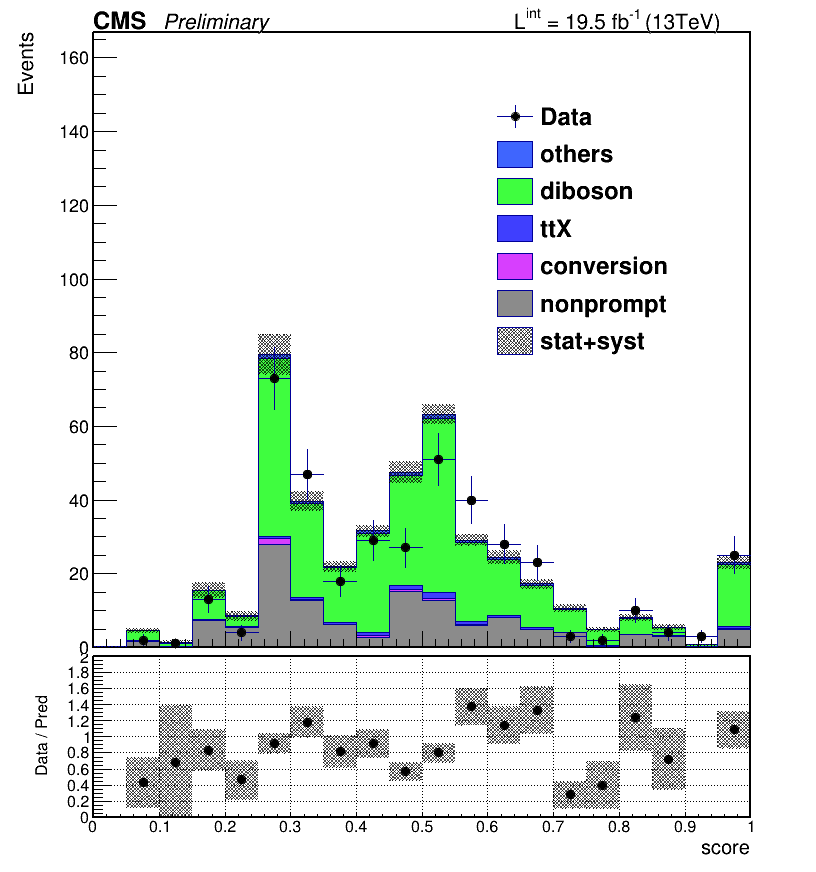 CMS Preliminary L^int = 19.5 fb^-1 (13TeV)
Events
160
140
120
100
80
60
40
20
0
Data
others
diboson
ttX
conversion
nonprompt
stat+syst
Data / Pred
2
1.8
1.6
1.4
1.2
1
0.8
0.6
0.4
0.2
0
0 0.1 0.2 0.3 0.4 0.5 0.6 0.7 0.8 0.9 1
score